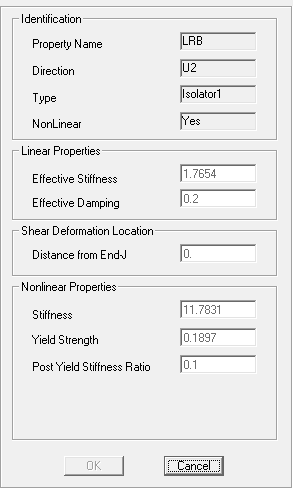 Identification
Property Name LRB
Direction U2
Type Isolator1
NonLinear Yes
Linear Properties
Effective Stiffness 1.7654
Effective Damping 0.2
Shear Deformation Location
Distance from End-J 0.
Nonlinear Properties
Stiffness 11.7831
Yield Strength 0.1897
Post Yield Stiffness Ratio 0.1
OK Cancel